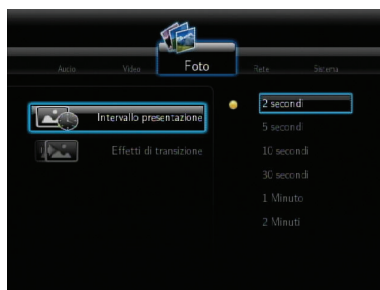 Audio Video Foto Rete Sistema
Intervallo presentazione
Effetti di transizione
2 secondi
5 secondi
10 secondi
30 secondi
1 Minuto
2 Minuti